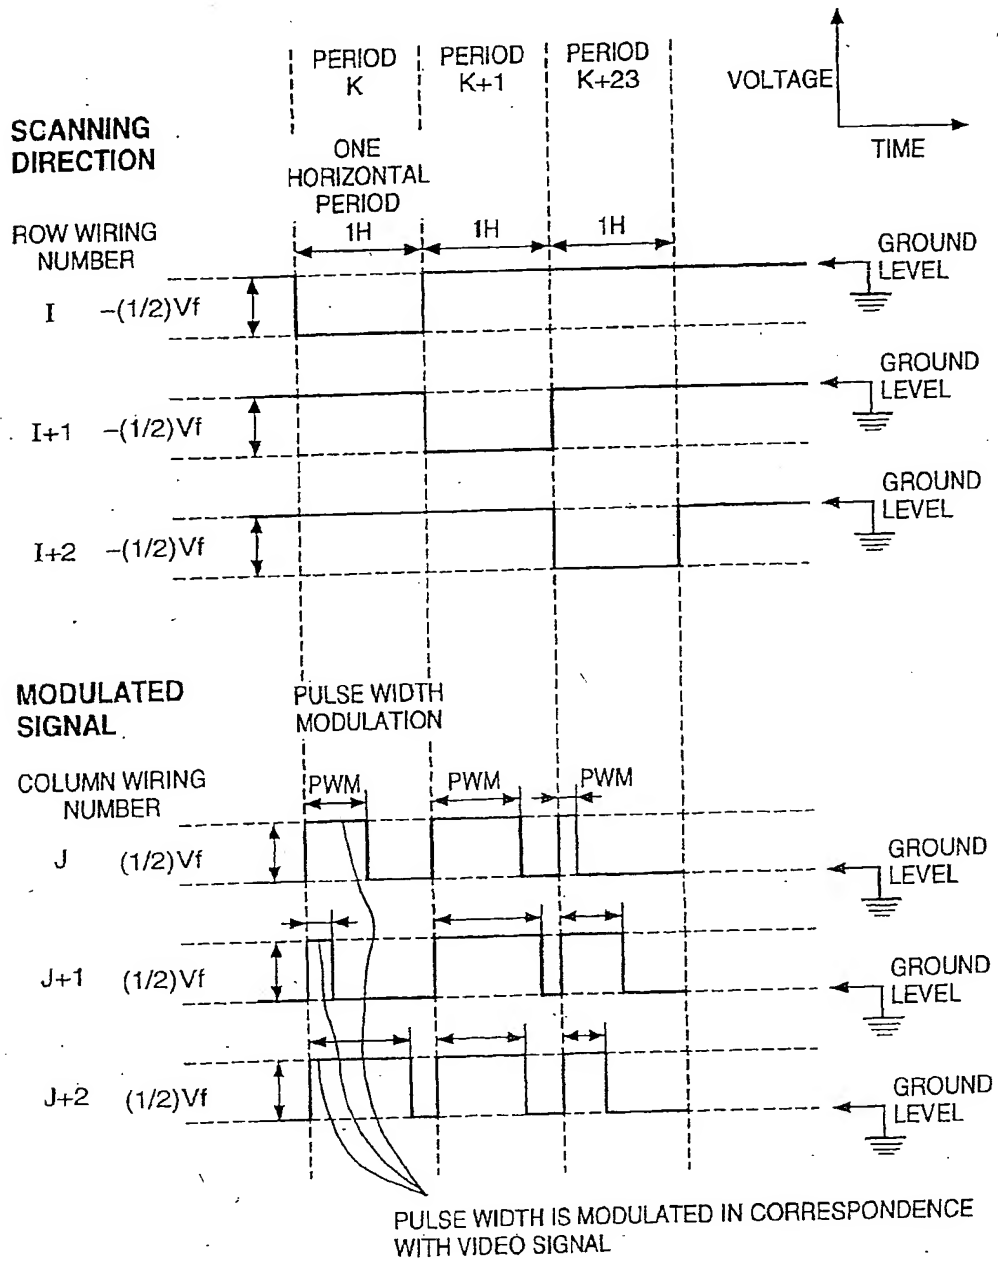 PERIOD K
PERIOD K+1
PERIOD K+23
VOLTAGE
TIME
SCANNING
DIRECTION
ONE
HORIZONTAL
PERIOD
1H
1H
1H
ROW WIRING
NUMBER
GROUND
LEVEL
I -(1/2)Vf
GROUND
LEVEL
I+1 -(1/2)Vf
GROUND
LEVEL
I+2 -(1/2)Vf
MODULATED
SIGNAL
PULSE WIDTH
MODULATION
COLUMN WIRING
NUMBER
PWM
PWM
PWM
J (1/2)Vf
GROUND
LEVEL
J+1 (1/2)Vf
GROUND
LEVEL
J+2 (1/2)Vf
GROUND
LEVEL
PULSE WIDTH IS MODULATED IN CORRESPONDENCE
WITH VIDEO SIGNAL